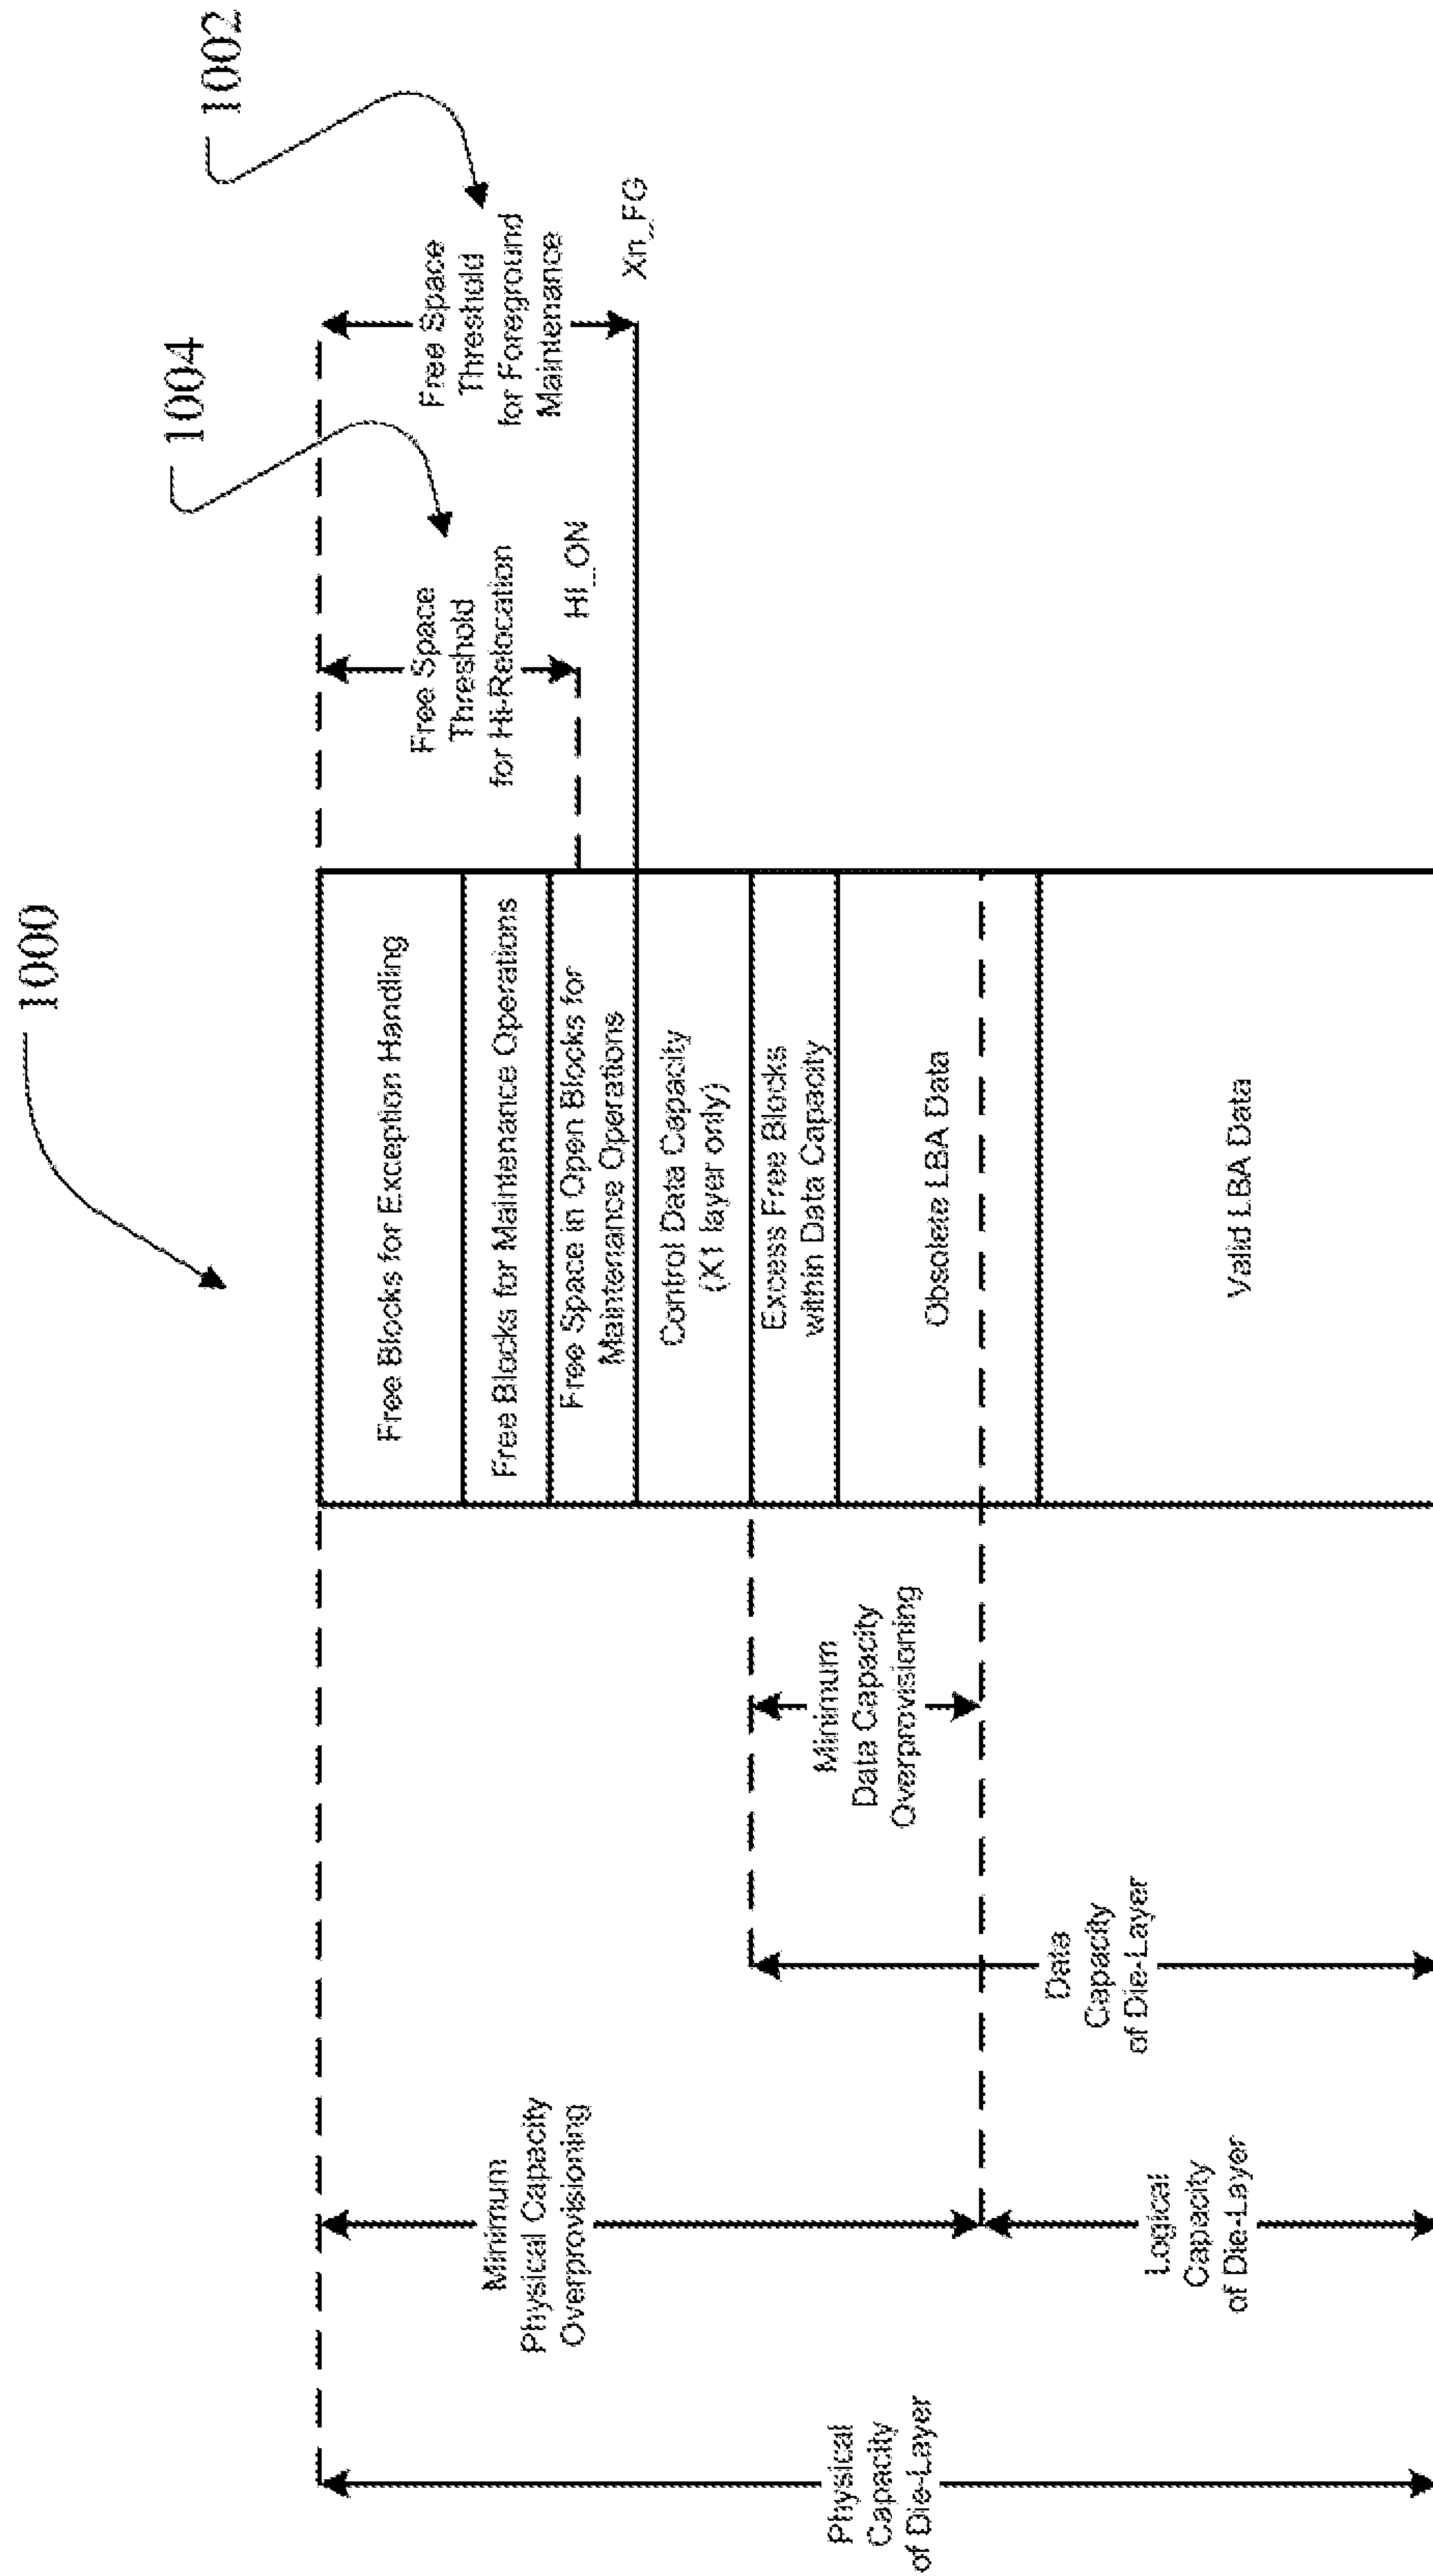 1000
1004
1002
Free Blocks for Exception Handling
Free Blocks for Maintenance Operations
Free Space in Open Blocks for
Maintenance Operations
Control Data Capacity
(X1 layer only)
Excess Free Blocks
within Data Capacity
Obsolete LBA Data
Valid LBA Data
Free Space
Threshold
for Hi-Relocation
HI_ON
Free Space
Threshold
for Foreground
Maintenance
Xn_FG
Physical
Capacity
of Die-Layer
Minimum
Physical Capacity
Overprovisioning
Logical
Capacity
of Die-Layer
Data
Capacity
of Die-Layer
Minimum
Data Capacity
Overprovisioning